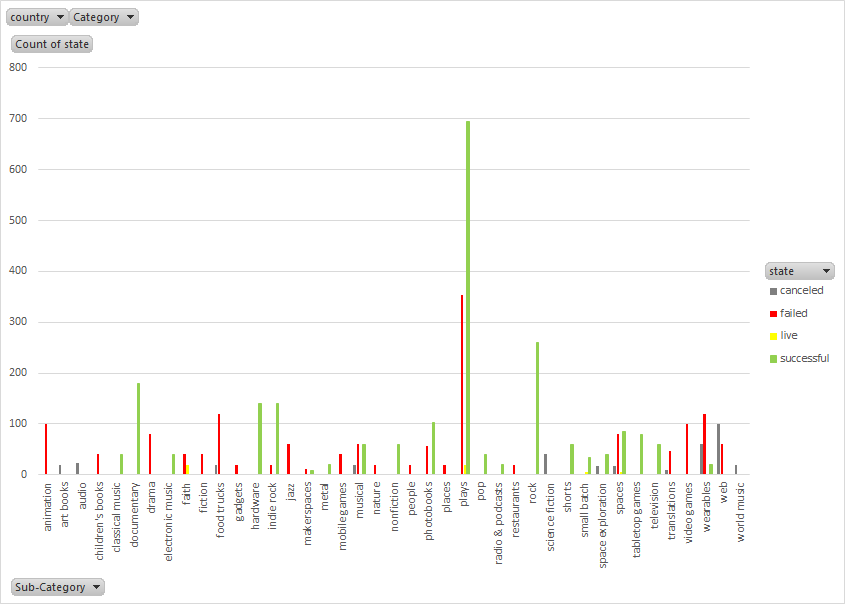 country Category
Count of state
800
700
600
500
400
300
200
100
0
animation
art books
audio
children's books
classical music
documentary
drama
electronic music
faith
fiction
food trucks
gadgets
hardware
indie rock
jazz
makerspaces
metal
mobile games
musical
nature
nonfiction
people
photobooks
places
plays
pop
radio & podcasts
restaurants
rock
science fiction
shorts
small batch
space exploration
spaces
tabletop games
television
translations
video games
wearables
web
world music
state
canceled
failed
live
successful
Sub-Category